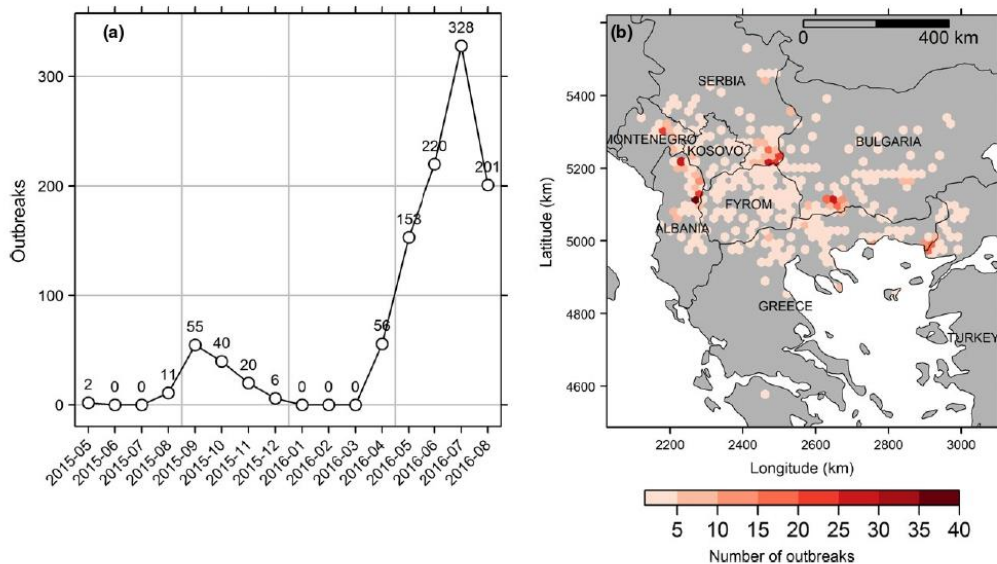 (a)
328
300
220
201
200
153
100
56
55
40
20
11
6
2 0 0 0 0 0
0
Outbreaks
2015-05
2015-06
2015-07
2015-08
2015-09
2015-10
2015-11
2015-12
2016-01
2016-02
2016-03
2016-04
2016-05
2016-06
2016-07
2016-08
(b)
0 400 km
SERBIA
MONTENEGRO
KOSOVO
BULGARIA
FYROM
ALBANIA
GREECE
TURKEY
5400
5200
5000
4800
4600
Latitude (km)
2200 2400 2600 2800 3000
Longitude (km)
5 10 15 20 25 30 35 40
Number of outbreaks